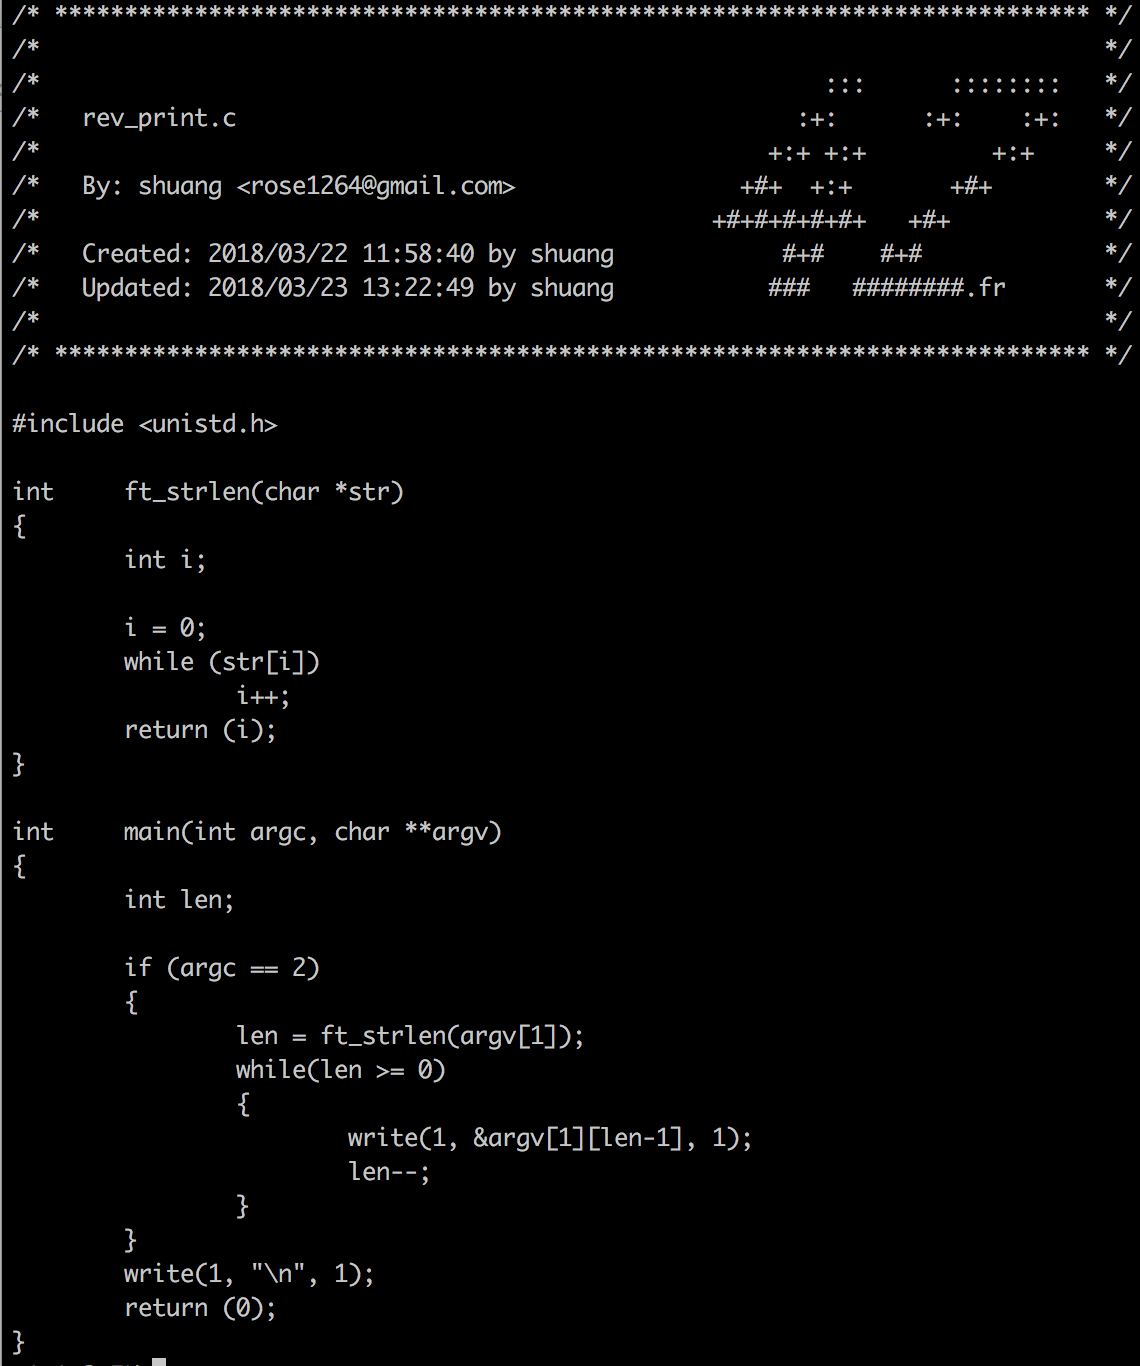 /* ************************************************************************** */
/*                                                                            */
/*                                                        :::      ::::::::   */
/*   rev_print.c                                        :+:      :+:    :+:   */
/*                                                    +:+ +:+         +:+     */
/*   By: shuang <rose1264@gmail.com>                +#+  +:+       +#+        */
/*                                                +#+#+#+#+#+   +#+           */
/*   Created: 2018/03/22 11:58:40 by shuang            #+#    #+#             */
/*   Updated: 2018/03/23 13:22:49 by shuang           ###   ########.fr       */
/*                                                                            */
/* ************************************************************************** */
#include <unistd.h>
int     ft_strlen(char *str)
{
        int i;
        i = 0;
        while (str[i])
                i++;
        return (i);
}
int     main(int argc, char **argv)
{
        int len;
        if (argc == 2)
        {
                len = ft_strlen(argv[1]);
                while(len >= 0)
                {
                        write(1, &argv[1][len-1], 1);
                        len--;
                }
        }
        write(1, "\n", 1);
        return (0);
}